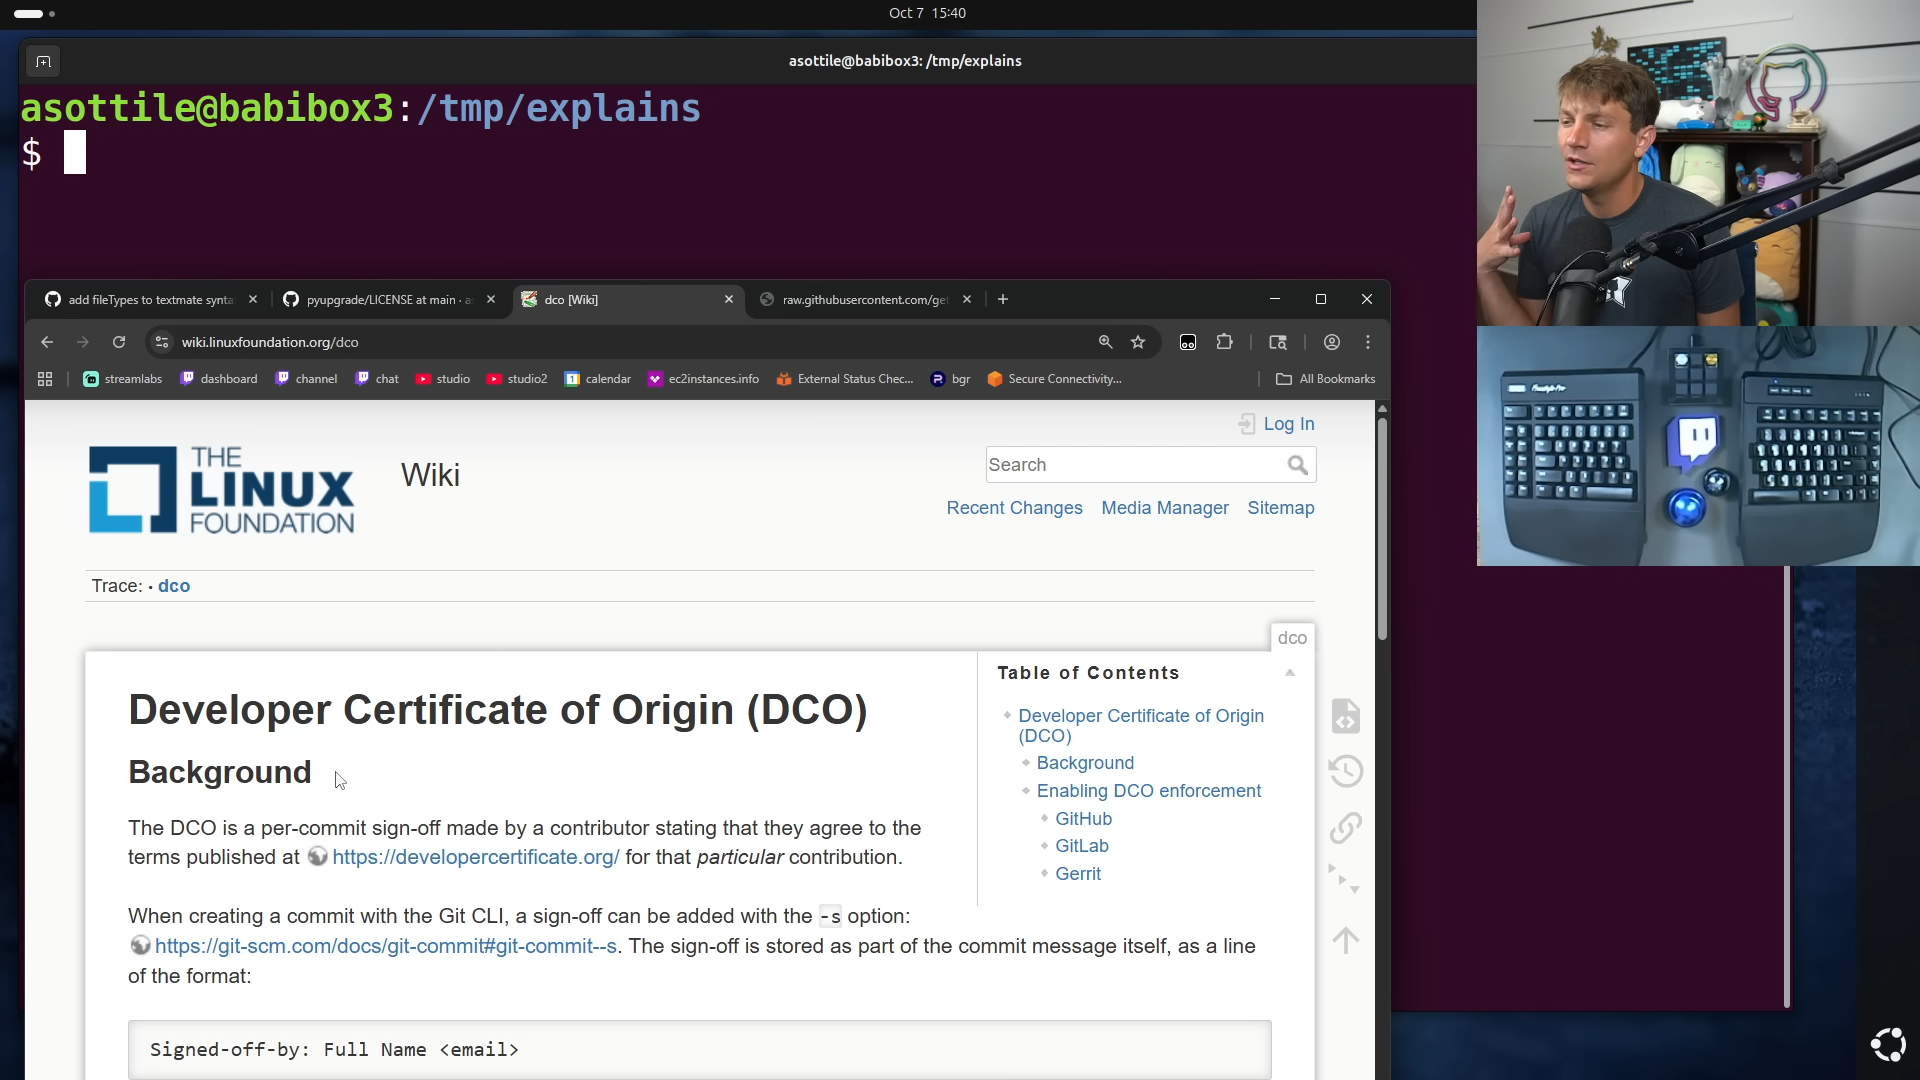 Oct 7 15:40
asottile@babibox3: /tmp/explains
asottile@babibox3:/tmp/explains
$
add fileTypes to textmate synta
pyupgrade/LICENSE at main · a
dco [Wiki]
raw.githubusercontent.com/ge
wiki.linuxfoundation.org/dco
streamlabs
dashboard
channel
chat
studio
studio2
calendar
ec2instances.info
External Status Chec...
bgr
Secure Connectivity...
All Bookmarks
Log In
THE
LINUX
FOUNDATION
Wiki
Search
Recent Changes Media Manager Sitemap
Trace: • dco
dco
Developer Certificate of Origin (DCO)
Background
The DCO is a per-commit sign-off made by a contributor stating that they agree to the
terms published at https://developercertificate.org/ for that particular contribution.
When creating a commit with the Git CLI, a sign-off can be added with the -s option:
https://git-scm.com/docs/git-commit#git-commit--s. The sign-off is stored as part of the commit message itself, as a line
of the format:
Signed-off-by: Full Name <email>
Table of Contents
Developer Certificate of Origin
(DCO)
Background
Enabling DCO enforcement
GitHub
GitLab
Gerrit